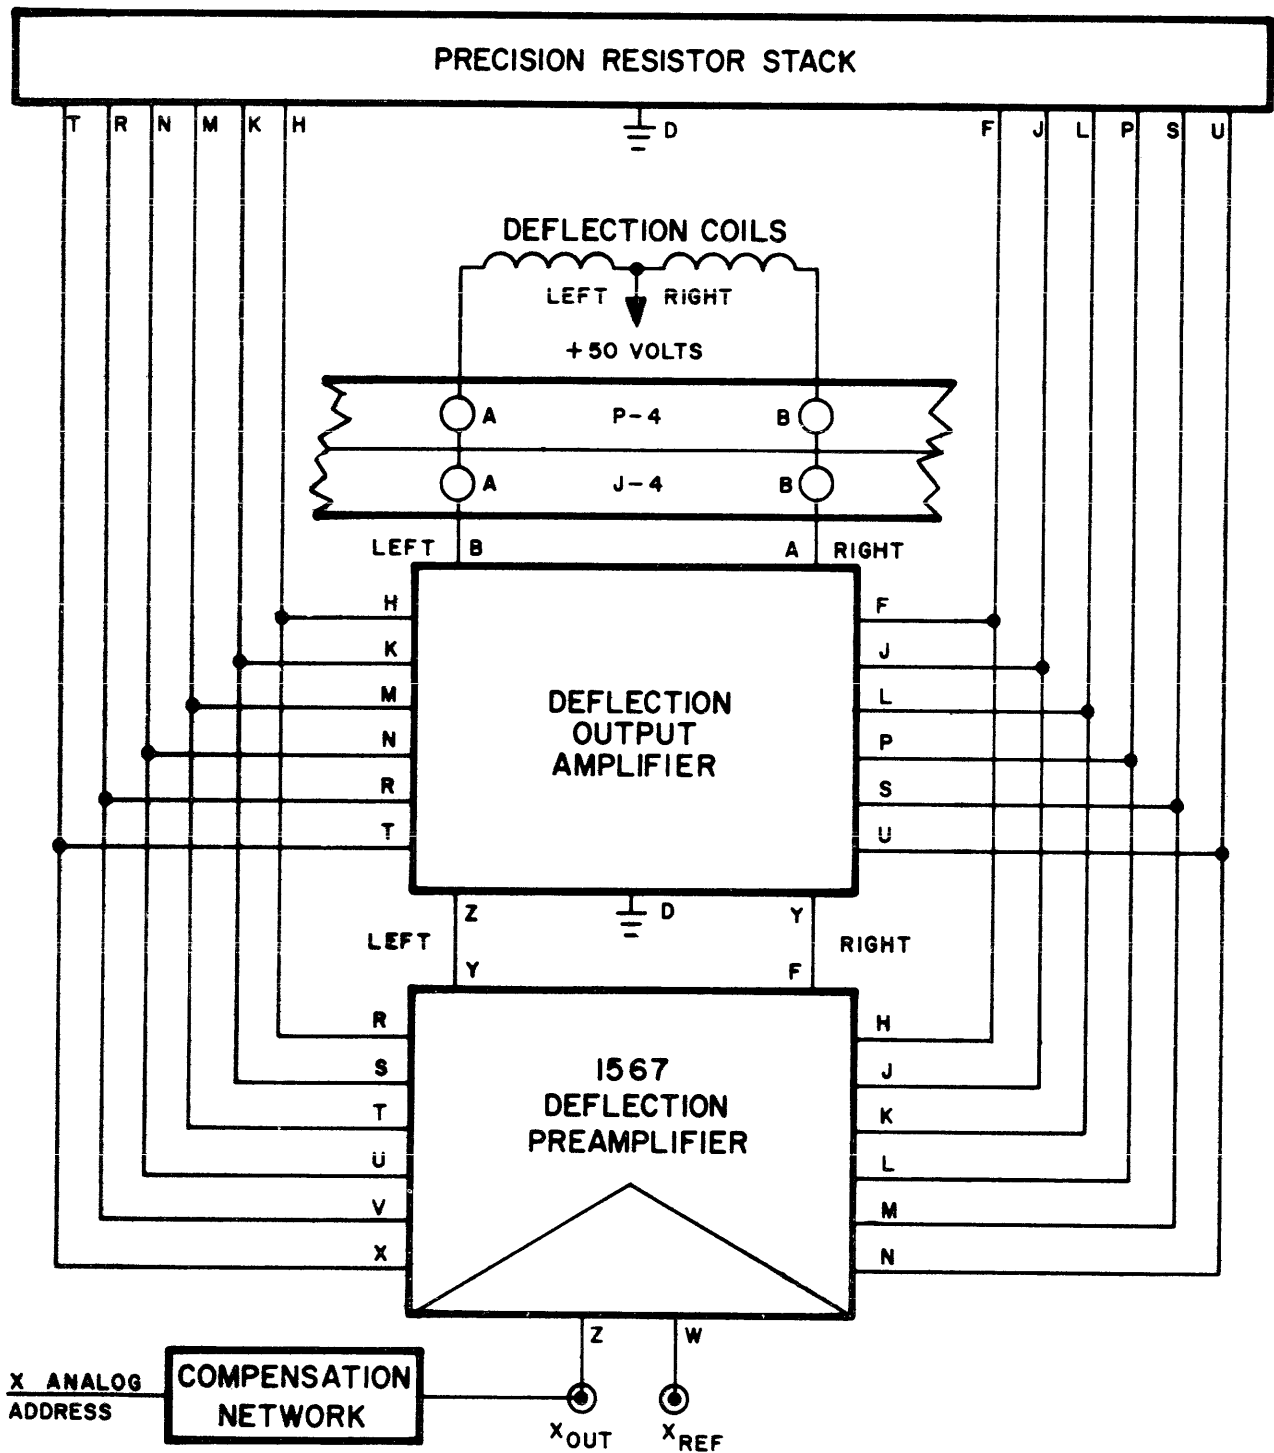 PRECISION RESISTOR STACK
T R N M K H D F J L P S U
DEFLECTION COILS
LEFT RIGHT
+50 VOLTS
A P-4 B
A J-4 B
LEFT B A RIGHT
H F
K J
M L
N P
R S
T U
DEFLECTION
OUTPUT
AMPLIFIER
Z D Y
LEFT RIGHT
Y F
R H
S J
T K
U L
V M
X N
1567
DEFLECTION
PREAMPLIFIER
Z W
X ANALOG
ADDRESS
COMPENSATION
NETWORK
XOUT XREF